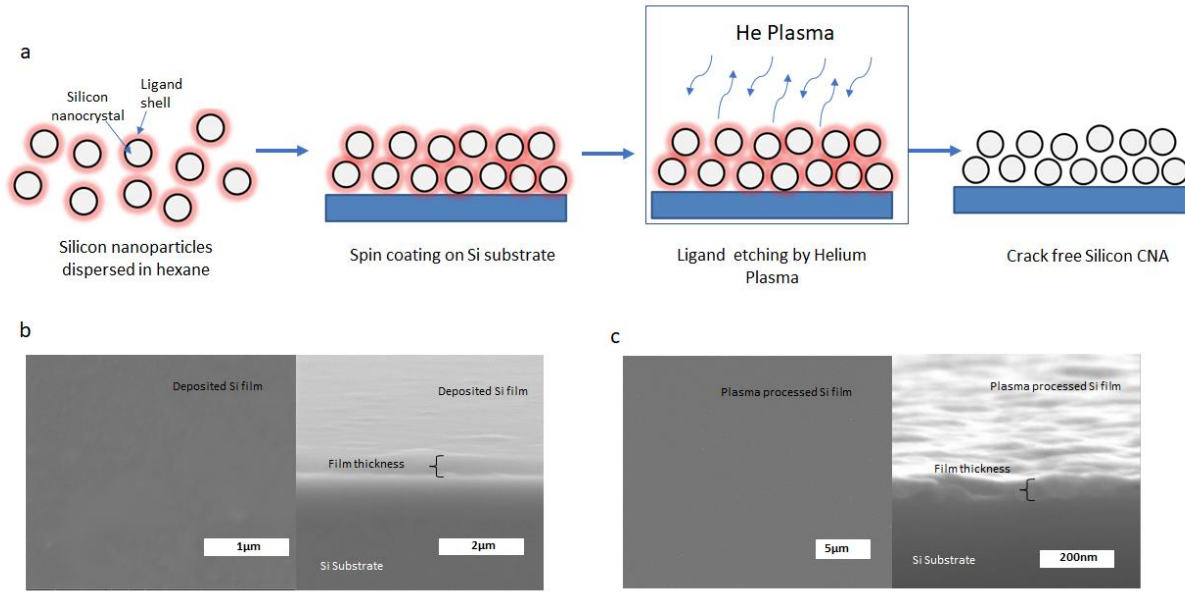 a
He Plasma
Silicon
nanocrystal
Ligand
shell
Silicon nanoparticles
dispersed in hexane
Spin coating on Si substrate
Ligand etching by Helium
Plasma
Crack free Silicon CNA
b
Deposited Si film
1μm
Deposited Si film
Film thickness
2μm
Si Substrate
c
Plasma processed Si film
5μm
Plasma processed Si film
Film thickness
200nm
Si Substrate